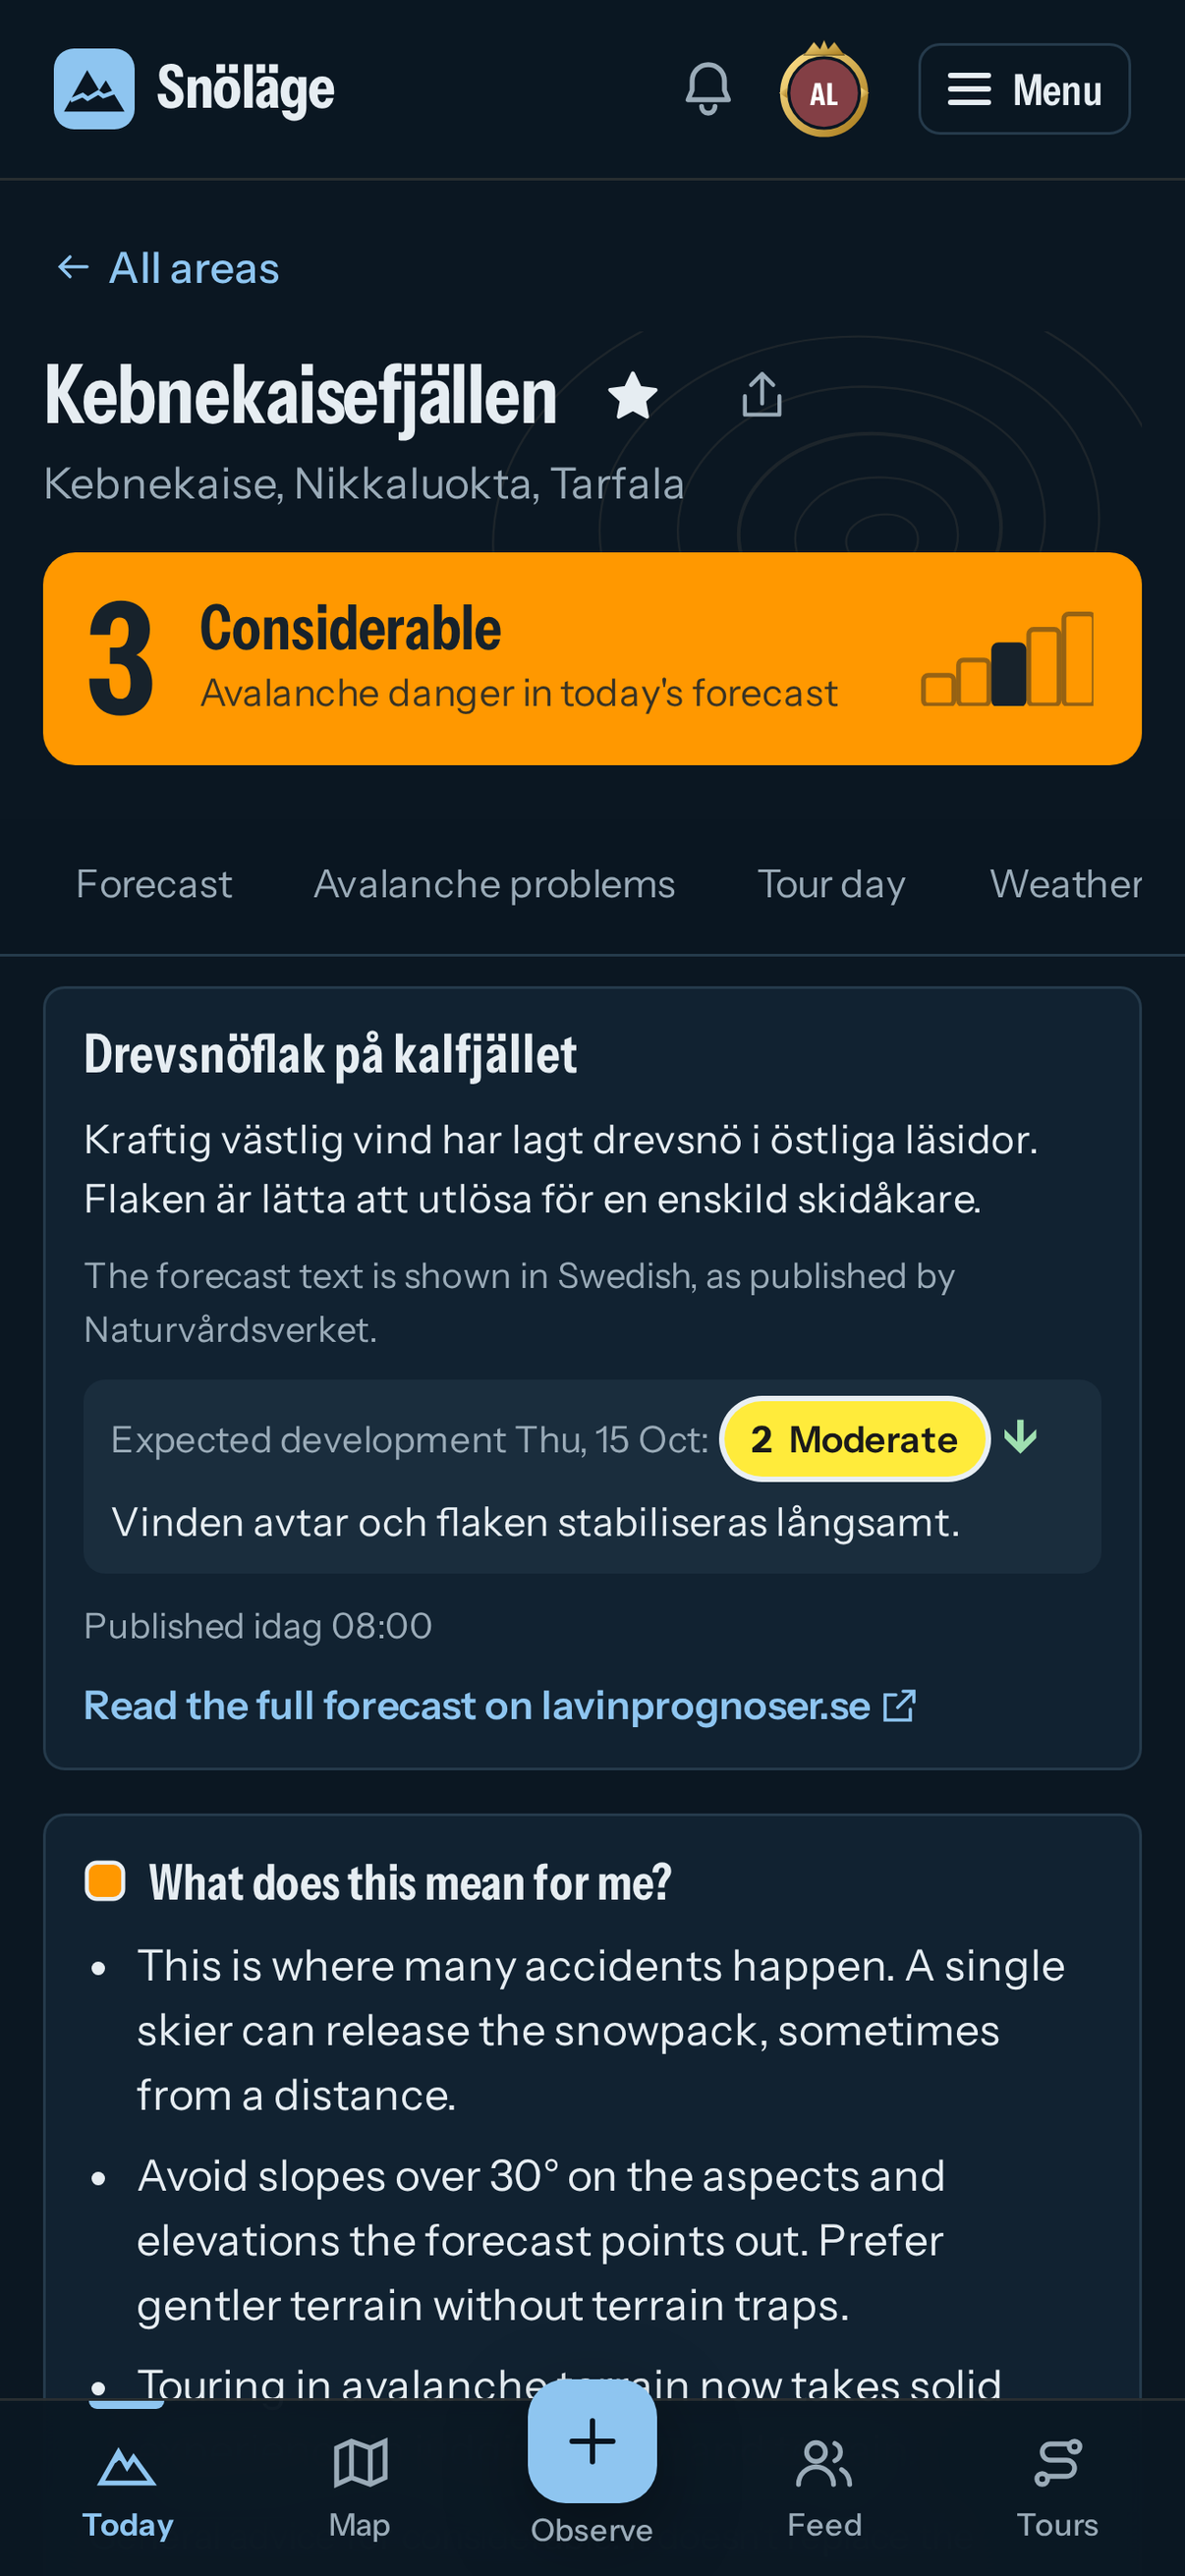 Snöläge
AL
Menu
← All areas
Kebnekaisefjällen
Kebnekaise, Nikkaluokta, Tarfala
3
Considerable
Avalanche danger in today's forecast
Forecast Avalanche problems Tour day Weather
Drevsnöflak på kalfjället
Kraftig västlig vind har lagt drevsnö i östliga läsidor.
Flaken är lätta att utlösa för en enskild skidåkare.
The forecast text is shown in Swedish, as published by
Naturvårdsverket.
Expected development Thu, 15 Oct: 2 Moderate ↓
Vinden avtar och flaken stabiliseras långsamt.
Published idag 08:00
Read the full forecast on lavinprognoser.se
What does this mean for me?
• This is where many accidents happen. A single
skier can release the snowpack, sometimes
from a distance.
• Avoid slopes over 30° on the aspects and
elevations the forecast points out. Prefer
gentler terrain without terrain traps.
• Touring in avalanche terrain now takes solid
Today
Map
Observe
Feed
Tours